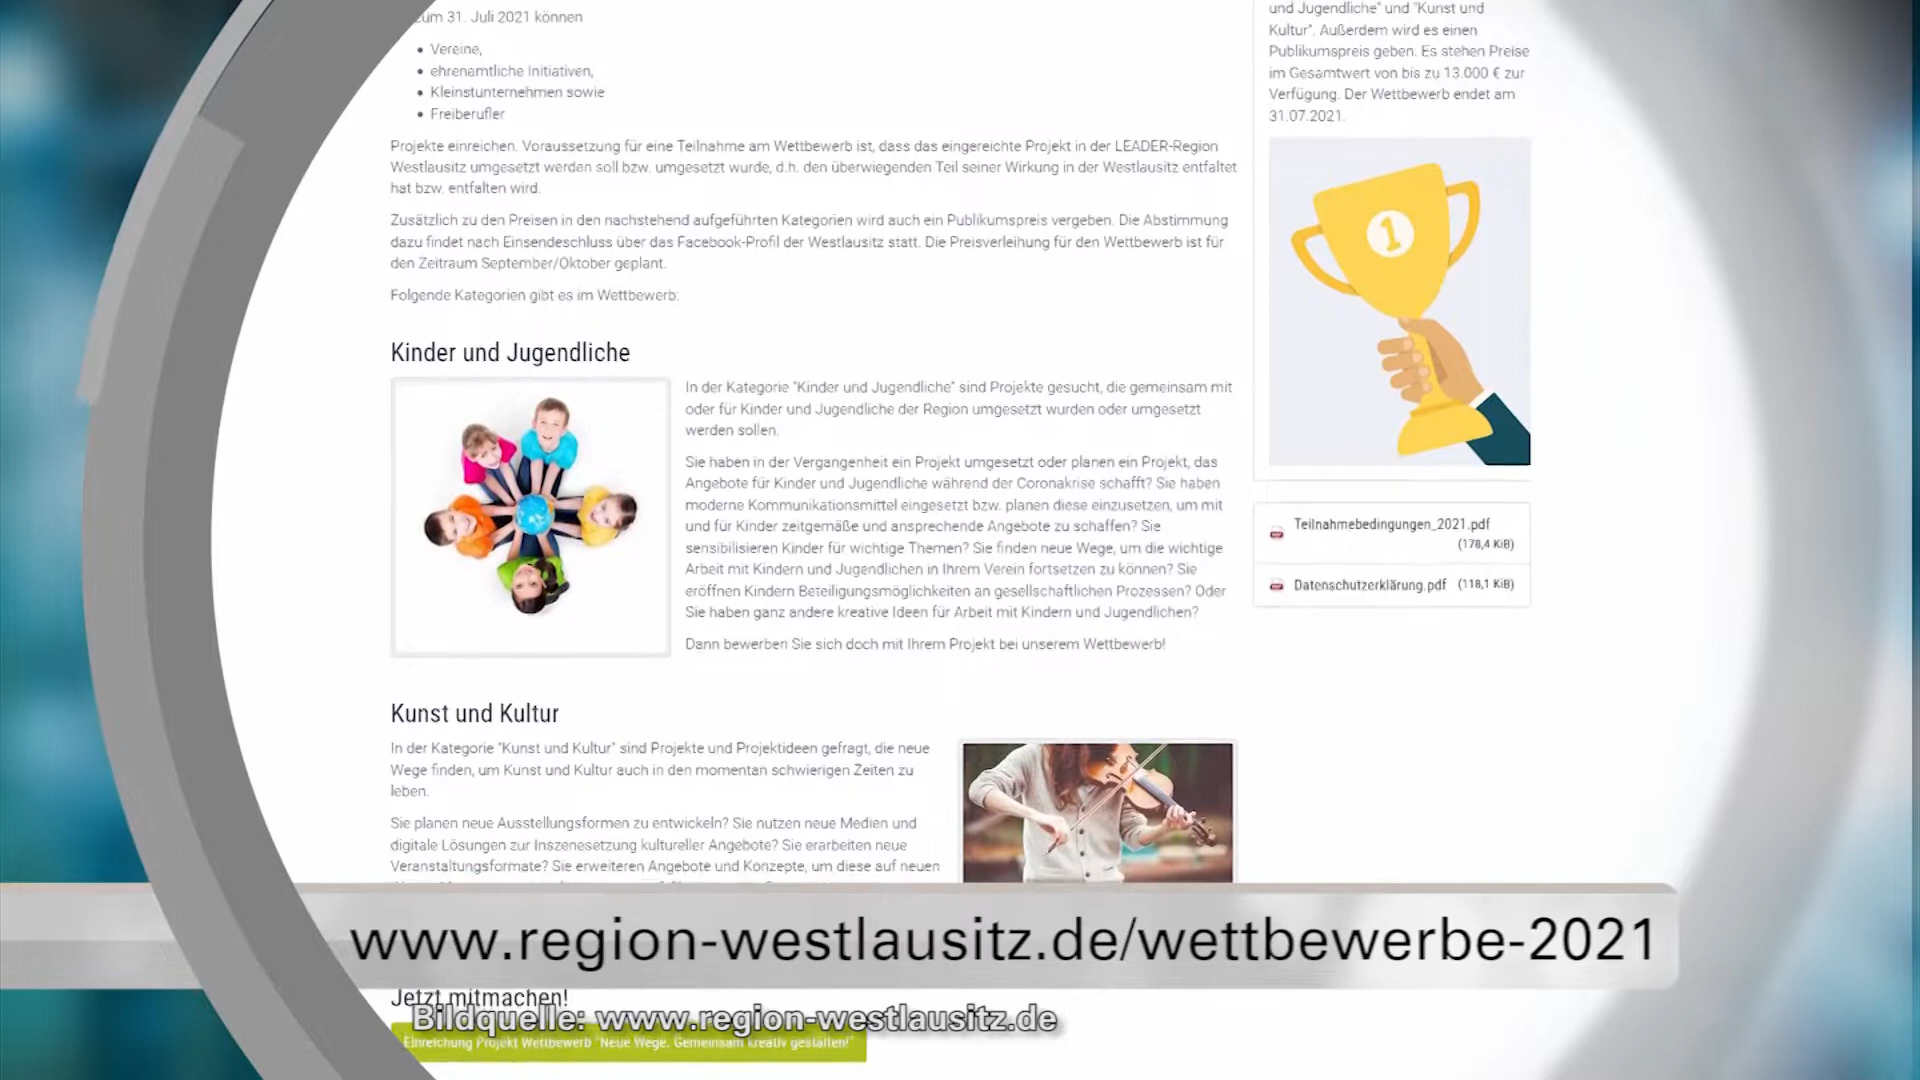 zum 31. Juli 2021 können
• Vereine,
• ehrenamtliche Initiativen,
• Kleinstunternehmen sowie
• Freiberufler
Projekte einreichen. Voraussetzung für eine Teilnahme am Wettbewerb ist, dass das eingereichte Projekt in der LEADER-Region
Westlausitz umgesetzt werden soll bzw. umgesetzt wurde, d.h. den überwiegenden Teil seiner Wirkung in der Westlausitz entfaltet
hat bzw. entfalten wird.
Zusätzlich zu den Preisen in den nachstehend aufgeführten Kategorien wird auch ein Publikumspreis vergeben. Die Abstimmung
dazu findet nach Einsendeschluss über das Facebook-Profil der Westlausitz statt. Die Preisverleihung für den Wettbewerb ist für
den Zeitraum September/Oktober geplant.
Folgende Kategorien gibt es im Wettbewerb:
Kinder und Jugendliche
In der Kategorie "Kinder und Jugendliche" sind Projekte gesucht, die gemeinsam mit
oder für Kinder und Jugendliche der Region umgesetzt wurden oder umgesetzt
werden sollen.
Sie haben in der Vergangenheit ein Projekt umgesetzt oder planen ein Projekt, das
Angebote für Kinder und Jugendliche während der Coronakrise schafft? Sie haben
moderne Kommunikationsmittel eingesetzt bzw. planen diese einzusetzen, um mit
und für Kinder zeitgemäße und ansprechende Angebote zu schaffen? Sie
sensibilisieren Kinder für wichtige Themen? Sie finden neue Wege, um die wichtige
Arbeit mit Kindern und Jugendlichen in Ihrem Verein fortsetzen zu können? Sie
eröffnen Kindern Beteiligungsmöglichkeiten an gesellschaftlichen Prozessen? Oder
Sie haben ganz andere kreative Ideen für Arbeit mit Kindern und Jugendlichen?
Dann bewerben Sie sich doch mit Ihrem Projekt bei unserem Wettbewerb!
Kunst und Kultur
In der Kategorie "Kunst und Kultur" sind Projekte und Projektideen gefragt, die neue
Wege finden, um Kunst und Kultur auch in den momentan schwierigen Zeiten zu
leben.
Sie planen neue Ausstellungsformen zu entwickeln? Sie nutzen neue Medien und
digitale Lösungen zur Inszenesetzung kultureller Angebote? Sie erarbeiten neue
Veranstaltungsformate? Sie erweiteren Angebote und Konzepte, um diese auf neuen
und Jugendliche" und "Kunst und
Kultur". Außerdem wird es einen
Publikumspreis geben. Es stehen Preise
im Gesamtwert von bis zu 13.000 € zur
Verfügung. Der Wettbewerb endet am
31.07.2021.
1
Teilnahmebedingungen_2021.pdf
(178,4 KiB)
Datenschutzerklärung.pdf (118,1 KiB)
www.region-westlausitz.de/wettbewerbe-2021
Jetzt mitmachen!
Bildquelle: www.region-westlausitz.de
Einreichung Projekt Wettbewerb "Neue Wege. Gemeinsam kreativ gestalten!"